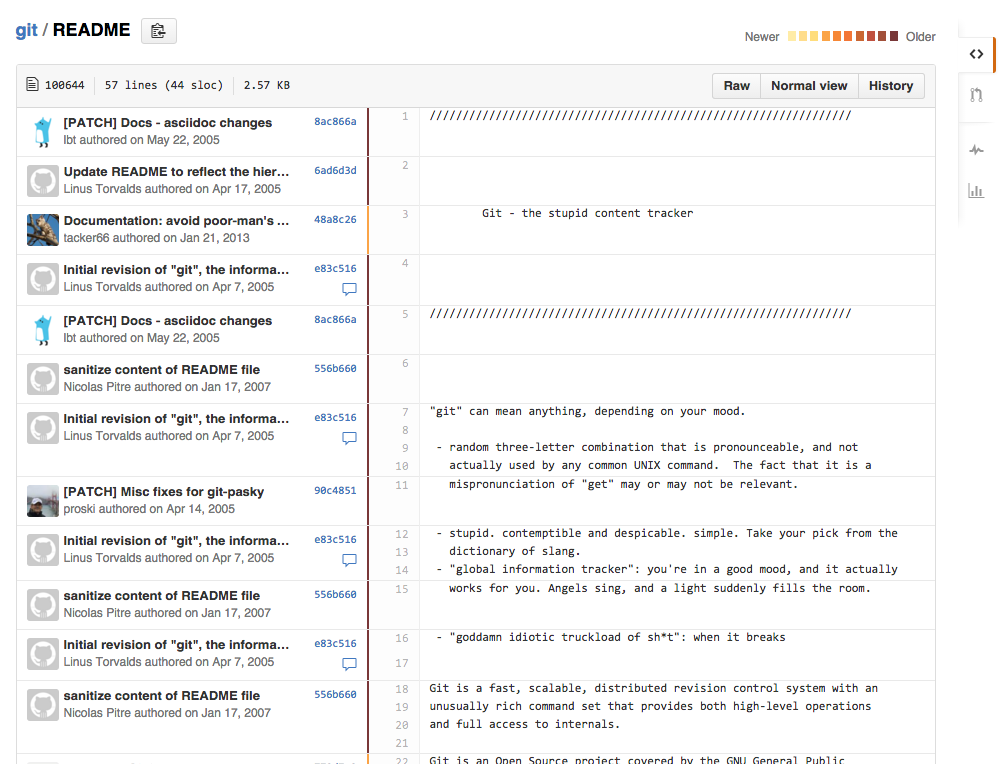 git / README
Newer Older
100644 57 lines (44 sloc) 2.57 KB Raw Normal view History
[PATCH] Docs - asciidoc changes 8ac866a
lbt authored on May 22, 2005
1 /////////////////////////////////////////////////////////////////
Update README to reflect the hier... 6ad6d3d
Linus Torvalds authored on Apr 17, 2005
2
Documentation: avoid poor-man's ... 48a8c26
tacker66 authored on Jan 21, 2013
3 Git - the stupid content tracker
Initial revision of "git", the informa... e83c516
Linus Torvalds authored on Apr 7, 2005
4
[PATCH] Docs - asciidoc changes 8ac866a
lbt authored on May 22, 2005
5 /////////////////////////////////////////////////////////////////
sanitize content of README file 556b660
Nicolas Pitre authored on Jan 17, 2007
6
Initial revision of "git", the informa... e83c516
Linus Torvalds authored on Apr 7, 2005
7 "git" can mean anything, depending on your mood.
8
9 - random three-letter combination that is pronounceable, and not
10 actually used by any common UNIX command.  The fact that it is a
[PATCH] Misc fixes for git-pasky 90c4851
proski authored on Apr 14, 2005
11 mispronunciation of "get" may or may not be relevant.
Initial revision of "git", the informa... e83c516
Linus Torvalds authored on Apr 7, 2005
12 - stupid. contemptible and despicable. simple. Take your pick from the
13 dictionary of slang.
14 - "global information tracker": you're in a good mood, and it actually
sanitize content of README file 556b660
Nicolas Pitre authored on Jan 17, 2007
15 works for you. Angels sing, and a light suddenly fills the room.
Initial revision of "git", the informa... e83c516
Linus Torvalds authored on Apr 7, 2005
16 - "goddamn idiotic truckload of sh*t": when it breaks
17
sanitize content of README file 556b660
Nicolas Pitre authored on Jan 17, 2007
18 Git is a fast, scalable, distributed revision control system with an
19 unusually rich command set that provides both high-level operations
20 and full access to internals.
21
22 Git is an Open Source project covered by the GNU General Public